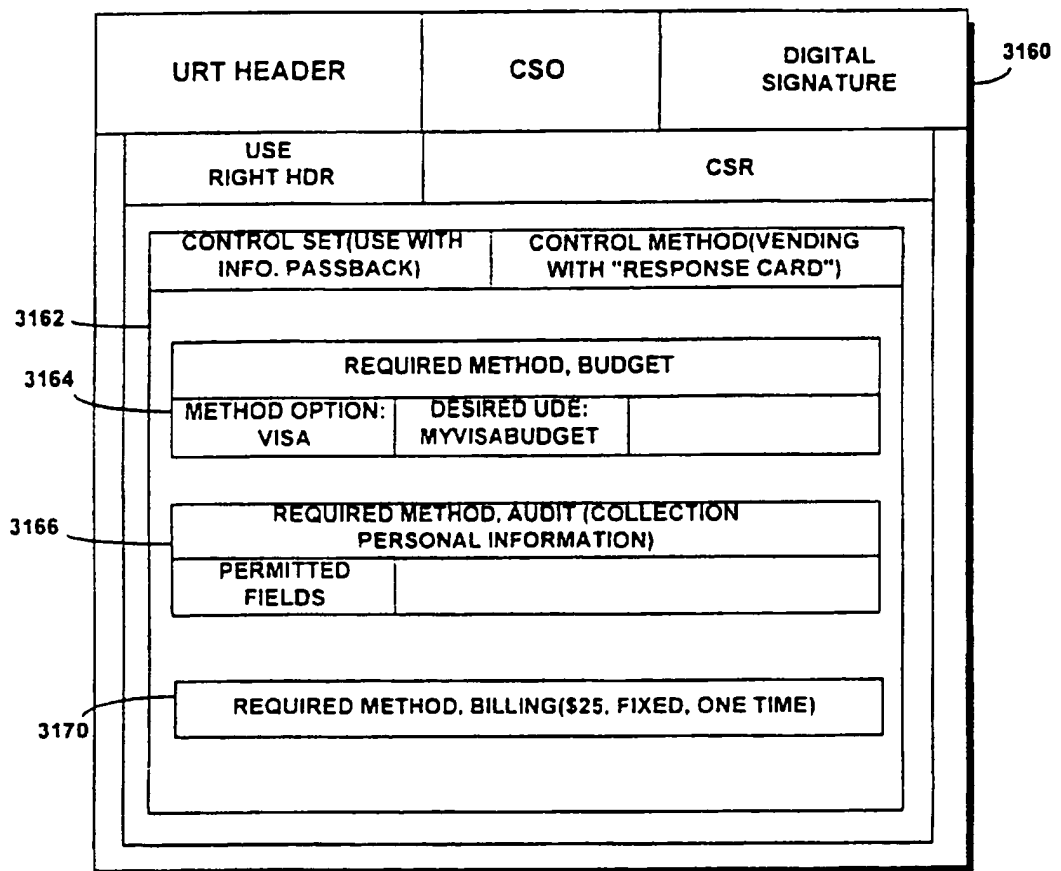 URT HEADER
CSO
DIGITAL
SIGNATURE
3160
USE
RIGHT HDR
CSR
CONTROL SET(USE WITH
INFO. PASSBACK)
CONTROL METHOD(VENDING
WITH "RESPONSE CARD")
3162
REQUIRED METHOD, BUDGET
3164
METHOD OPTION:
VISA
DESIRED UDE:
MYVISABUDGET
3166
REQUIRED METHOD, AUDIT (COLLECTION
PERSONAL INFORMATION)
PERMITTED
FIELDS
REQUIRED METHOD, BILLING($25, FIXED, ONE TIME)
3170